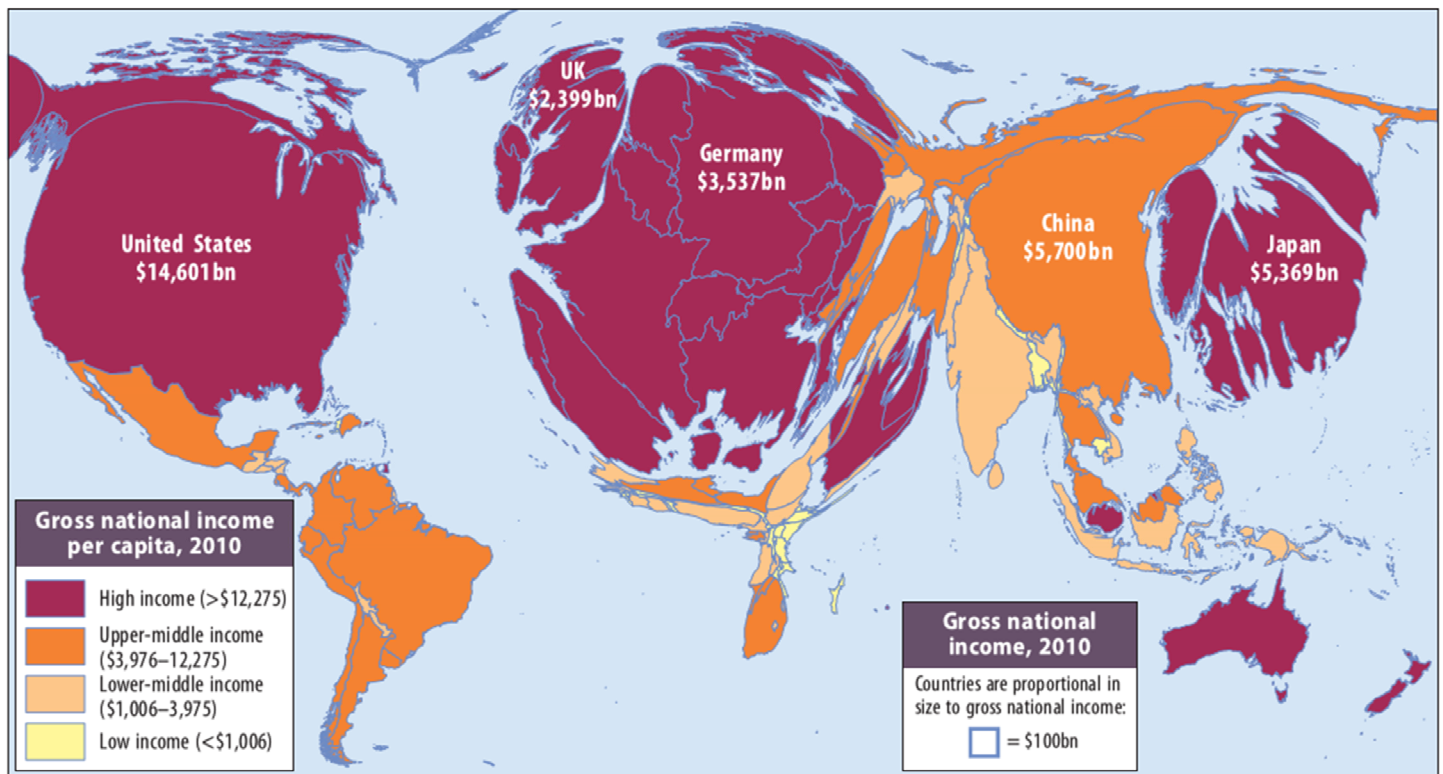 UK
$2,399bn
Germany
$3,537bn
United States
$14,601bn
China
$5,700bn
Japan
$5,369bn
Gross national income
per capita, 2010
High income (>$12,275)
Upper-middle income
($3,976–12,275)
Lower-middle income
($1,006–3,975)
Low income (<$1,006)
Gross national
income, 2010
Countries are proportional in
size to gross national income:
= $100bn